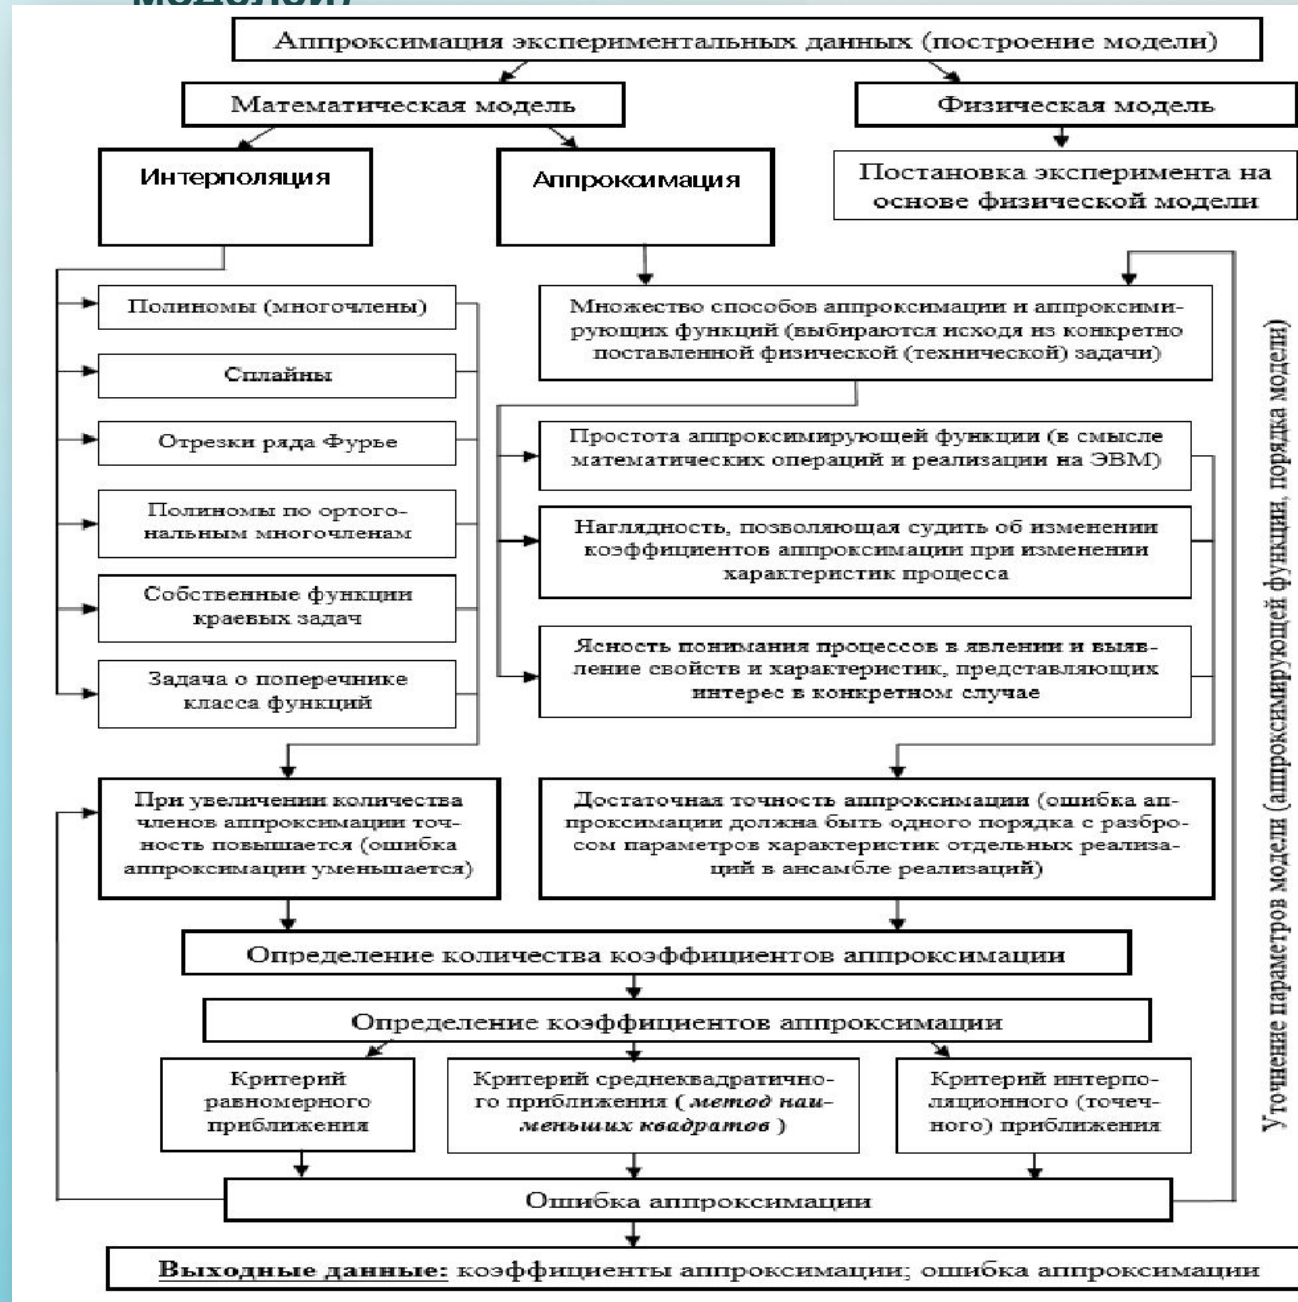 Аппроксимация экспериментальных данных (построение модели)
Математическая модель
Физическая модель
Интерполяция
Аппроксимация
Постановка эксперимента на
основе физической модели
Полиномы (многочлены)
Сплайны
Отрезки ряда Фурье
Полиномы по ортого-
нальным многочленам
Собственные функции
краевых задач
Задача о поперечнике
класса функций
Множество способов аппроксимации и аппроксими-
рующих функций (выбираются исходя из конкретно
поставленной физической (технической) задачи)
Простота аппроксимирующей функции (в смысле
математических операций и реализации на ЭВМ)
Наглядность, позволяющая судить об изменении
коэффициентов аппроксимации при изменении
характеристик процесса
Ясность понимания процессов в явлении и выяв-
ление свойств и характеристик, представляющих
интерес в конкретном случае
Уточнение параметров модели (аппроксимирующей функции, порядка модели)
При увеличении количества
членов аппроксимации точ-
ность повышается (ошибка
аппроксимации уменьшается)
Достаточная точность аппроксимации (ошибка ап-
проксимации должна быть одного порядка с разбро-
сом параметров характеристик отдельных реализа-
ций в ансамбле реализаций)
Определение количества коэффициентов аппроксимации
Определение коэффициентов аппроксимации
Критерий
равномерного
приближения
Критерий среднеквадратично-
го приближения ( метод наи-
меньших квадратов )
Критерий интерпо-
ляционного (точеч-
ного) приближения
Ошибка аппроксимации
Выходные данные: коэффициенты аппроксимации; ошибка аппроксимации